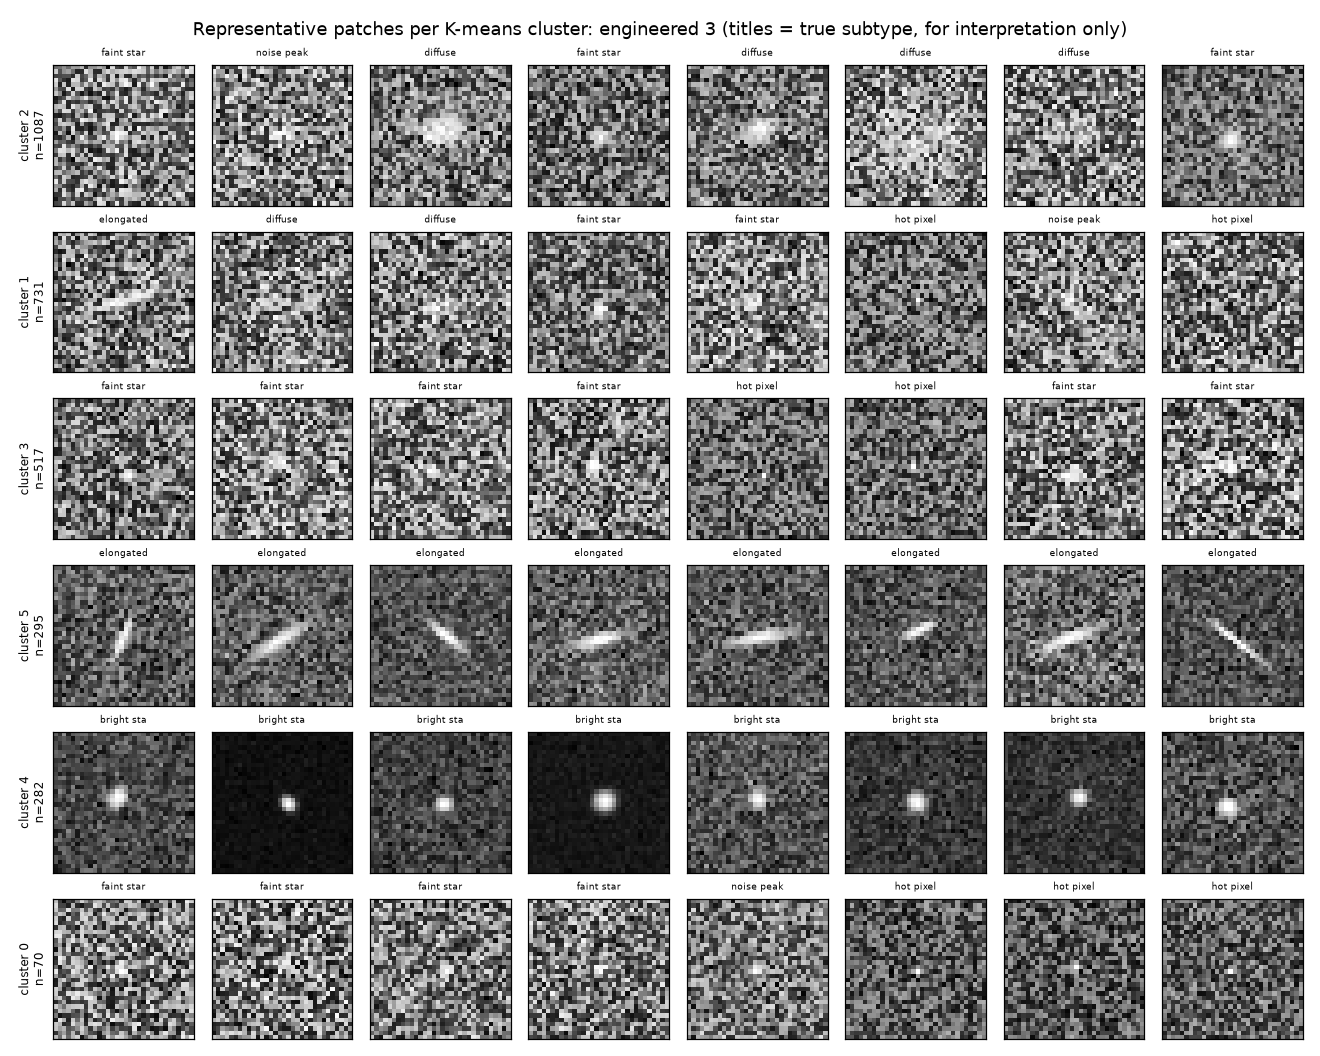 Representative patches per K-means cluster: engineered 3 (titles = true subtype, for interpretation only)
faint star noise peak diffuse faint star diffuse diffuse diffuse faint star
cluster 2
n=1087
elongated diffuse diffuse faint star faint star hot pixel noise peak hot pixel
cluster 1
n=731
faint star faint star faint star faint star hot pixel hot pixel faint star faint star
cluster 3
n=517
elongated elongated elongated elongated elongated elongated elongated elongated
cluster 5
n=295
bright sta bright sta bright sta bright sta bright sta bright sta bright sta bright sta
cluster 4
n=282
faint star faint star faint star faint star noise peak hot pixel hot pixel hot pixel
cluster 0
n=70